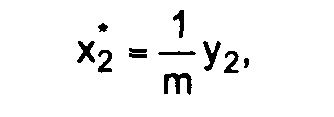 x₂* = 1/m y₂,